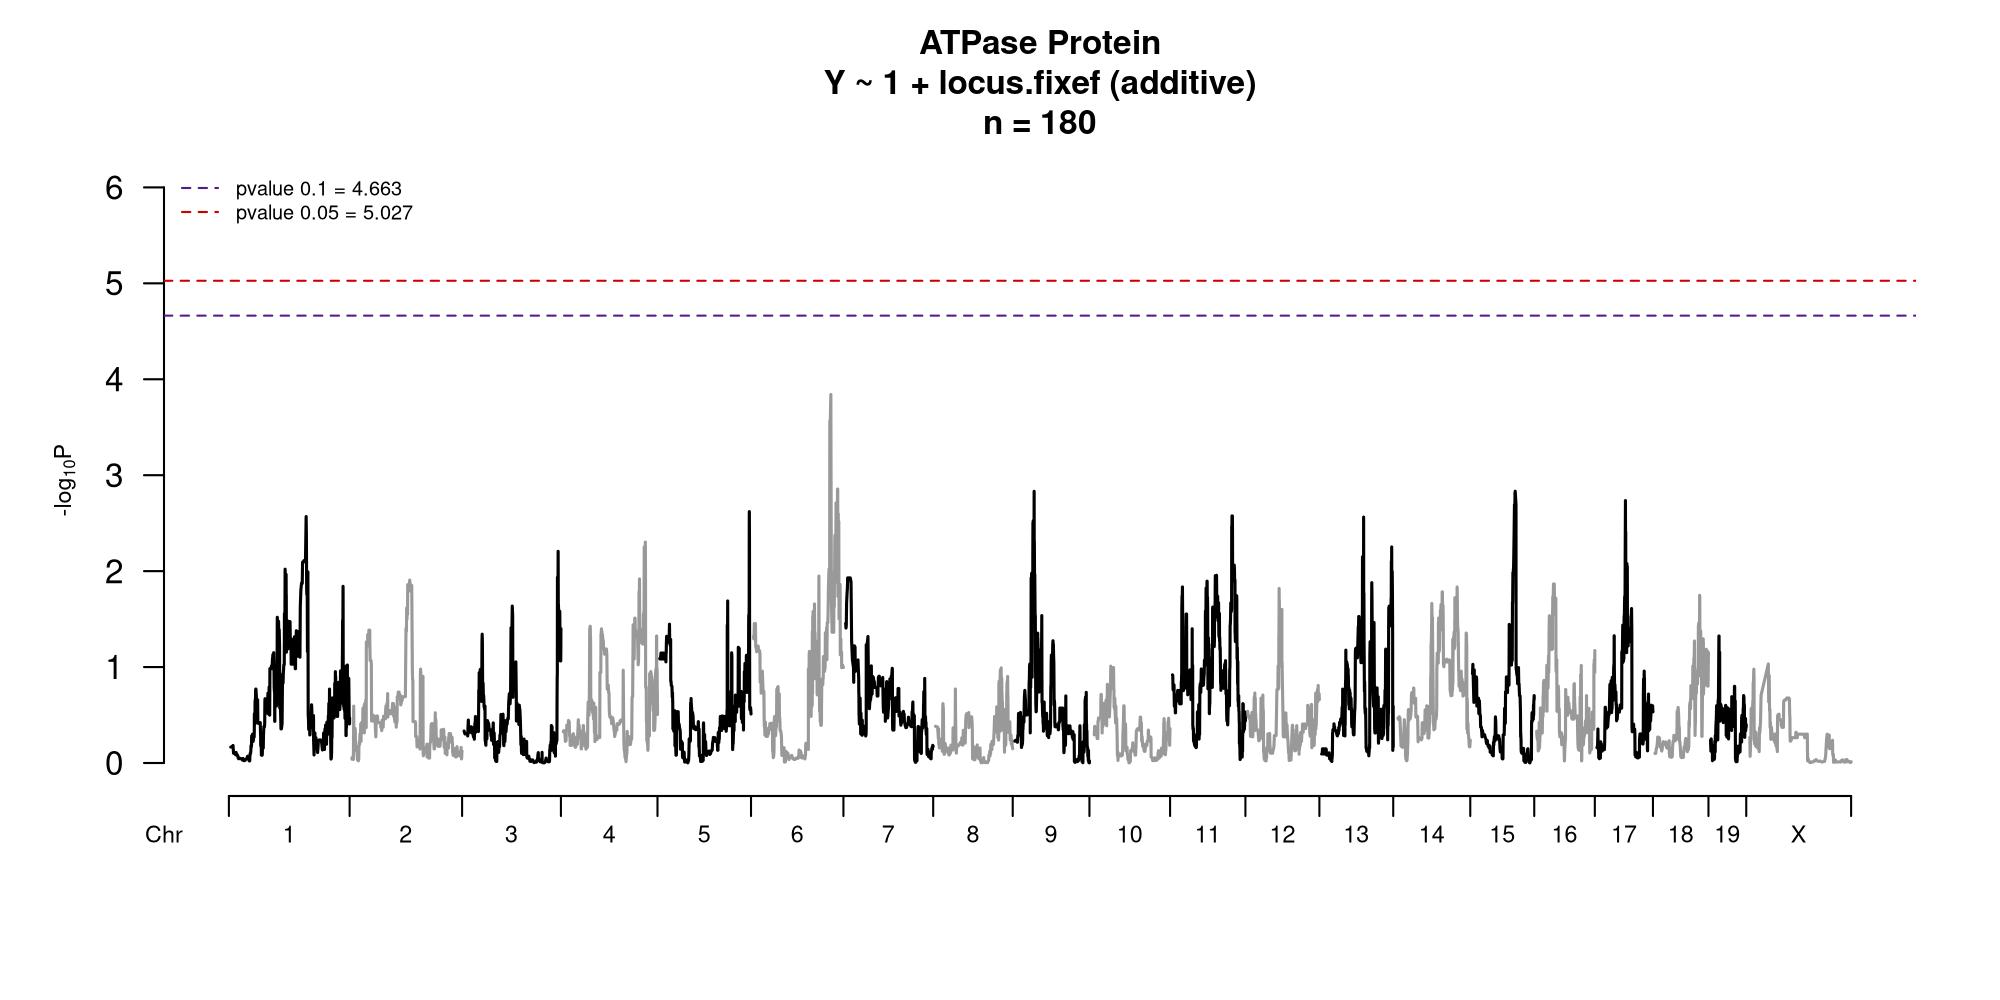 ATPase Protein
Y ~ 1 + locus.fixef (additive)
n = 180
6
pvalue 0.1 = 4.663
pvalue 0.05 = 5.027
5
4
3
2
1
0
-log10P
Chr 1 2 3 4 5 6 7 8 9 10 11 12 13 14 15 16 17 18 19 X